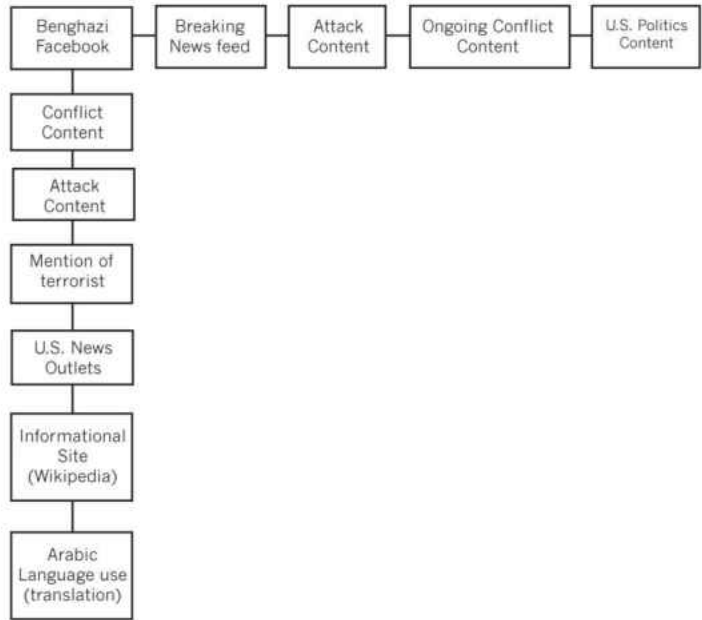 Benghazi
Facebook
Breaking
News feed
Attack
Content
Ongoing Conflict
Content
U.S. Politics
Content
Conflict
Content
Attack
Content
Mention of
terrorist
U.S. News
Outlets
Informational
Site
(Wikipedia)
Arabic
Language use
(translation)